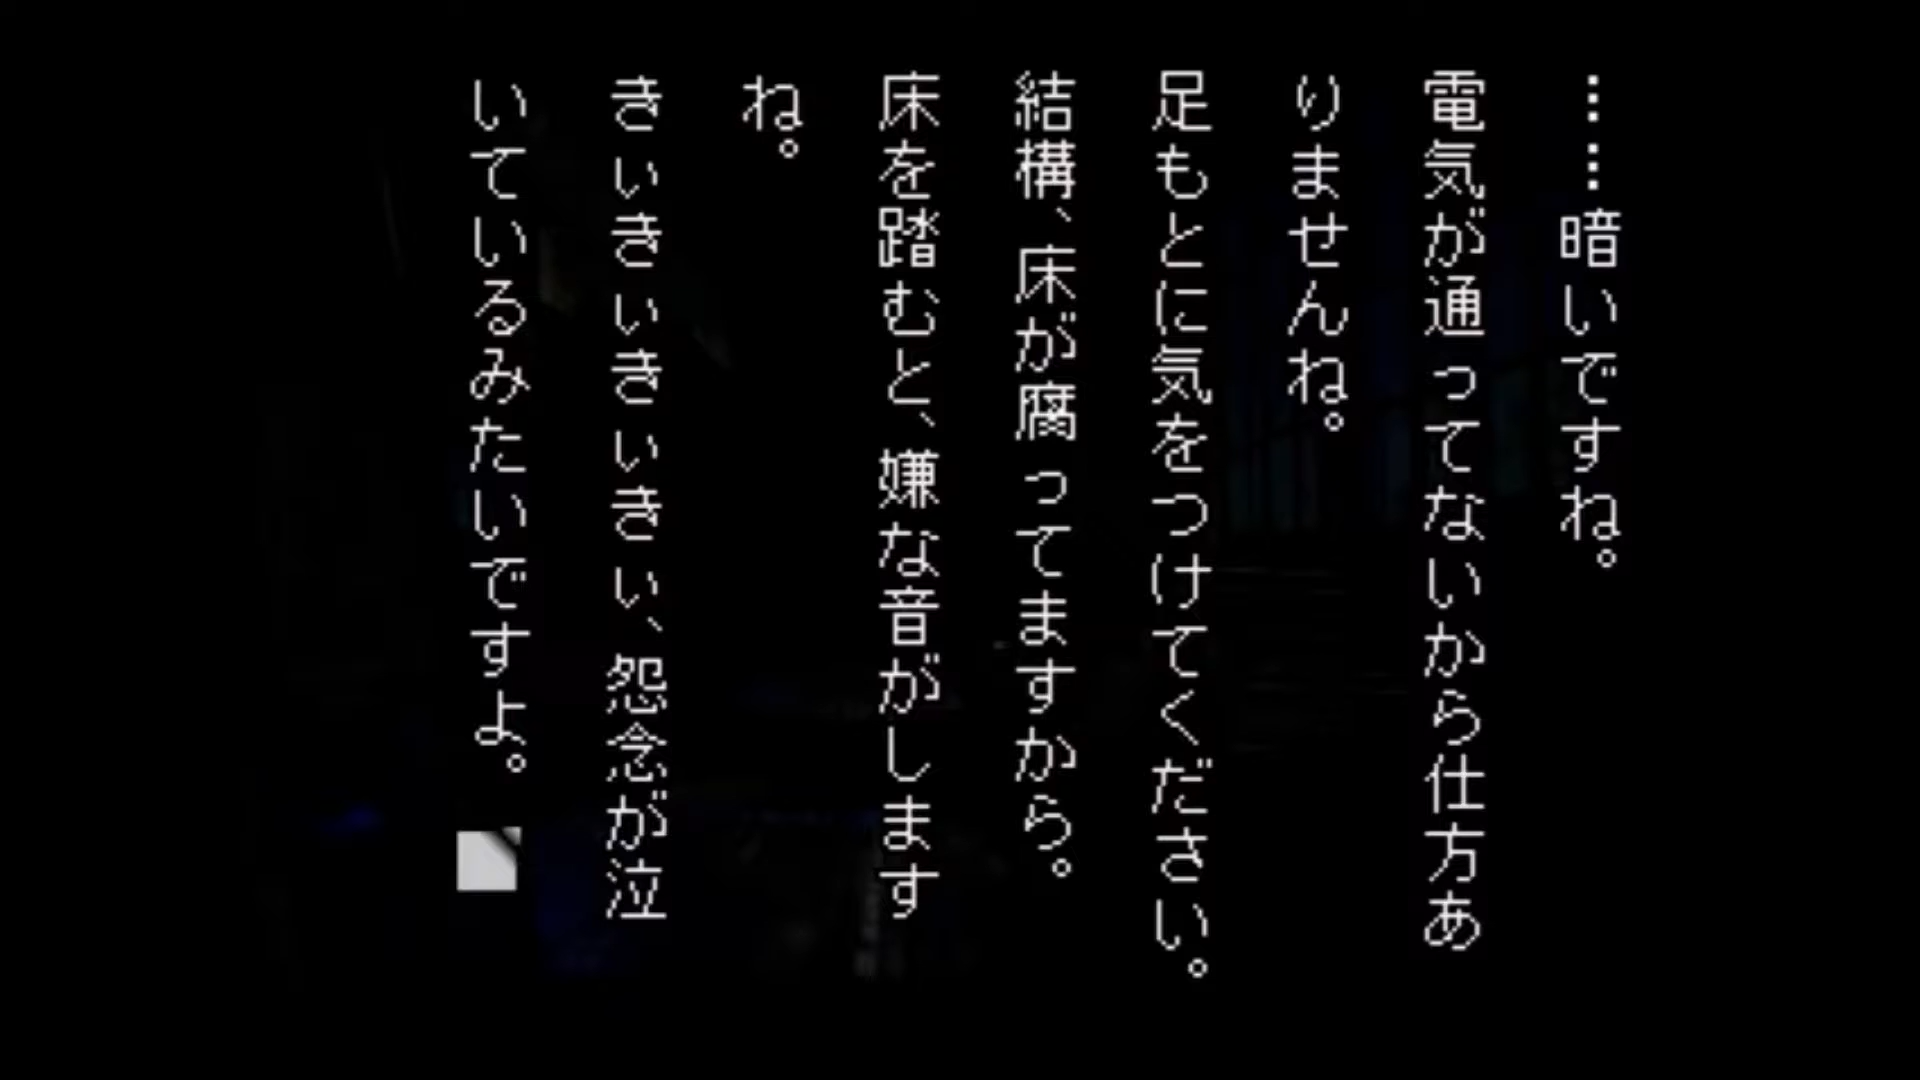 ……暗いですね。
電気が通ってないから仕方あ
りませんね。
足もとに気をつけてください。
結構、床が腐ってますから。
床を踏むと、嫌な音がします
ね。
きぃきぃきぃきぃ、怨念が泣
いているみたいですよ。